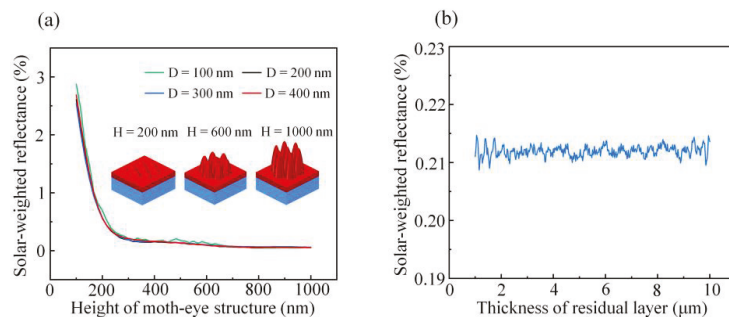 (a)
Solar-weighted reflectance (%)
3
2
1
0
D = 100 nm
D = 200 nm
D = 300 nm
D = 400 nm
H = 200 nm
H = 600 nm
H = 1000 nm
0
200
400
600
800
1000
Height of moth-eye structure (nm)
(b)
Solar-weighted reflectance (%)
0.23
0.22
0.21
0.20
0.19
0
2
4
6
8
10
Thickness of residual layer (μm)